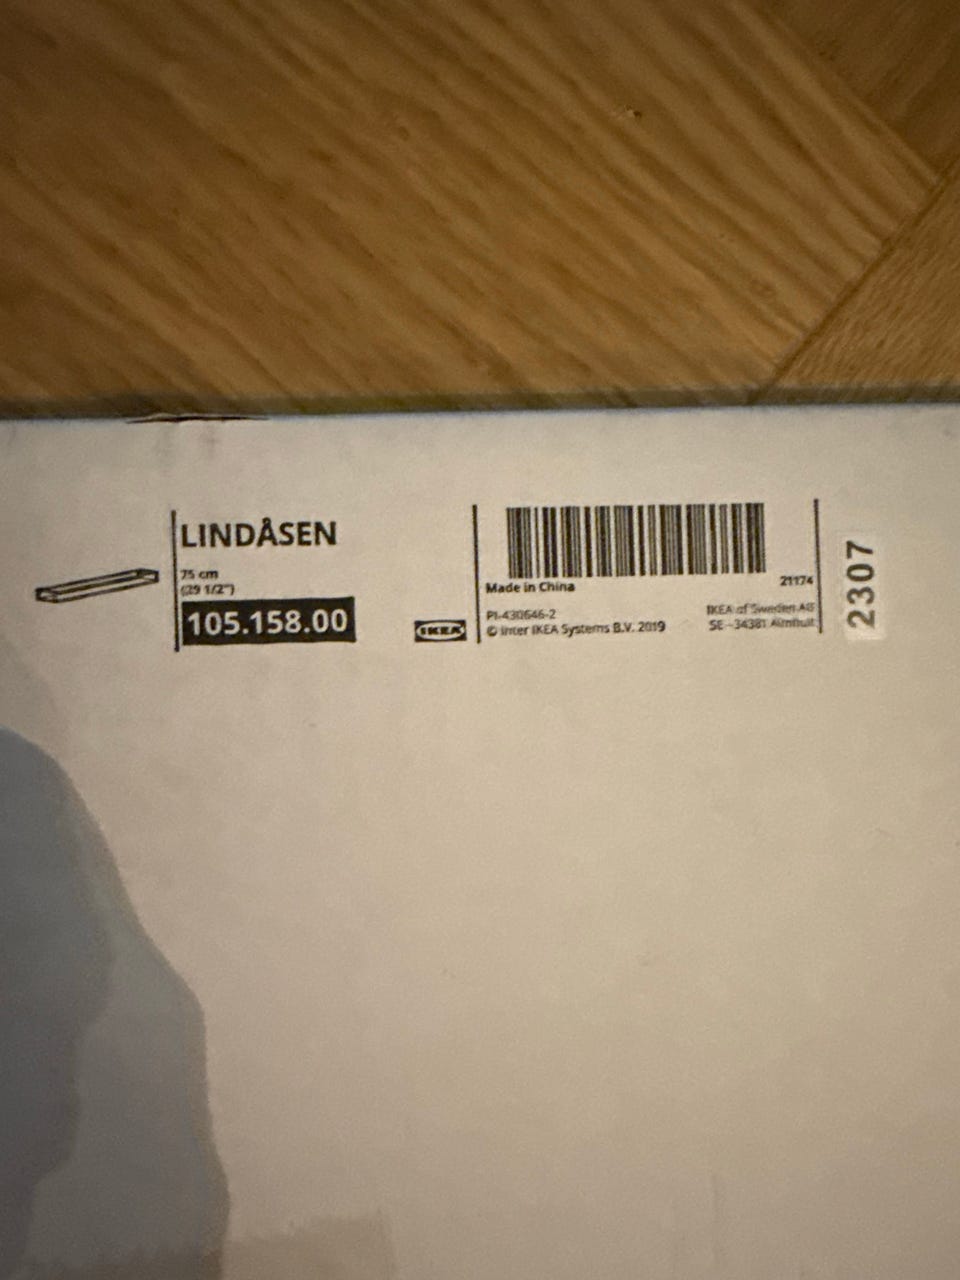 LINDÅSEN
75 cm
(29 1/2")
105.158.00
IKEA
Made in China
21174
PI-430646-2
© Inter IKEA Systems B.V. 2019
IKEA of Sweden AB
SE - 34381 Älmhult
2307